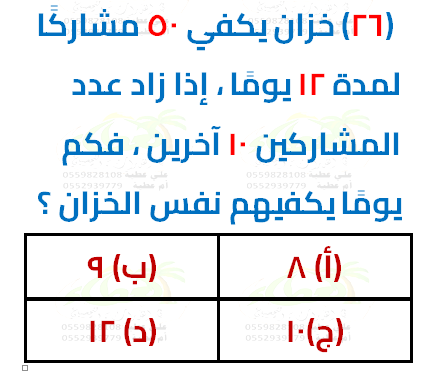 (٢٦) خزان يكفي ٥٠ مشاركًا
لمدة ١٢ يومًا ، إذا زاد عدد
المشاركين ١٠ آخرين ، فكم
يومًا يكفيهم نفس الخزان ؟
(أ) ٨
(ب) ٩
(ج) ١٠
(د) ١٢